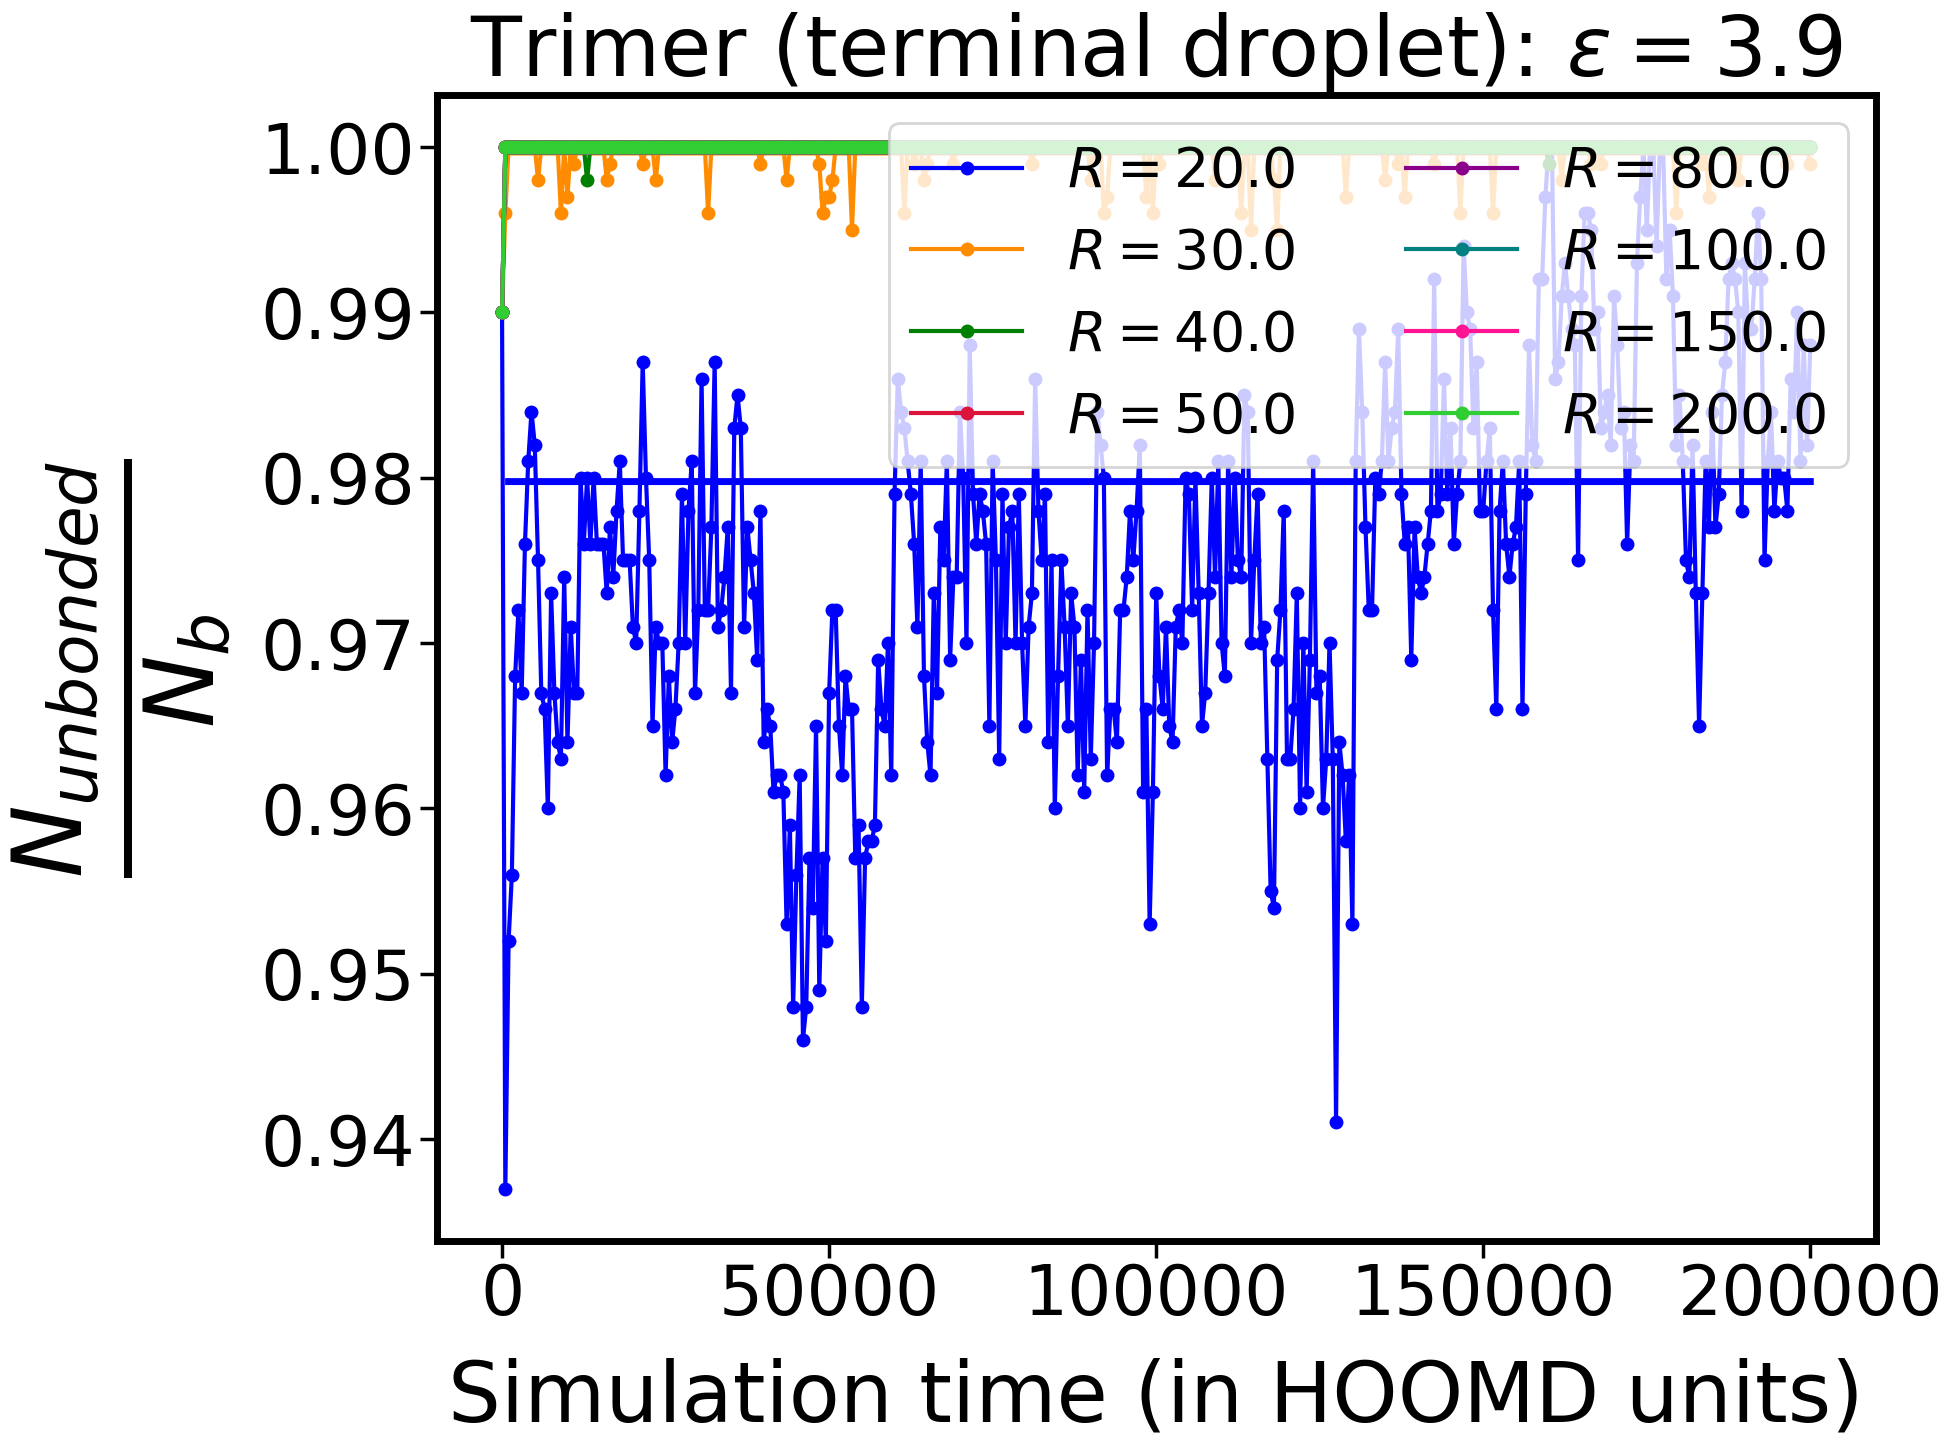 Trimer (terminal droplet): ε = 3.9
N_unbonded
N_b
1.00
0.99
0.98
0.97
0.96
0.95
0.94
R = 20.0
R = 30.0
R = 40.0
R = 50.0
R = 80.0
R = 100.0
R = 150.0
R = 200.0
0 50000 100000 150000 200000
Simulation time (in HOOMD units)